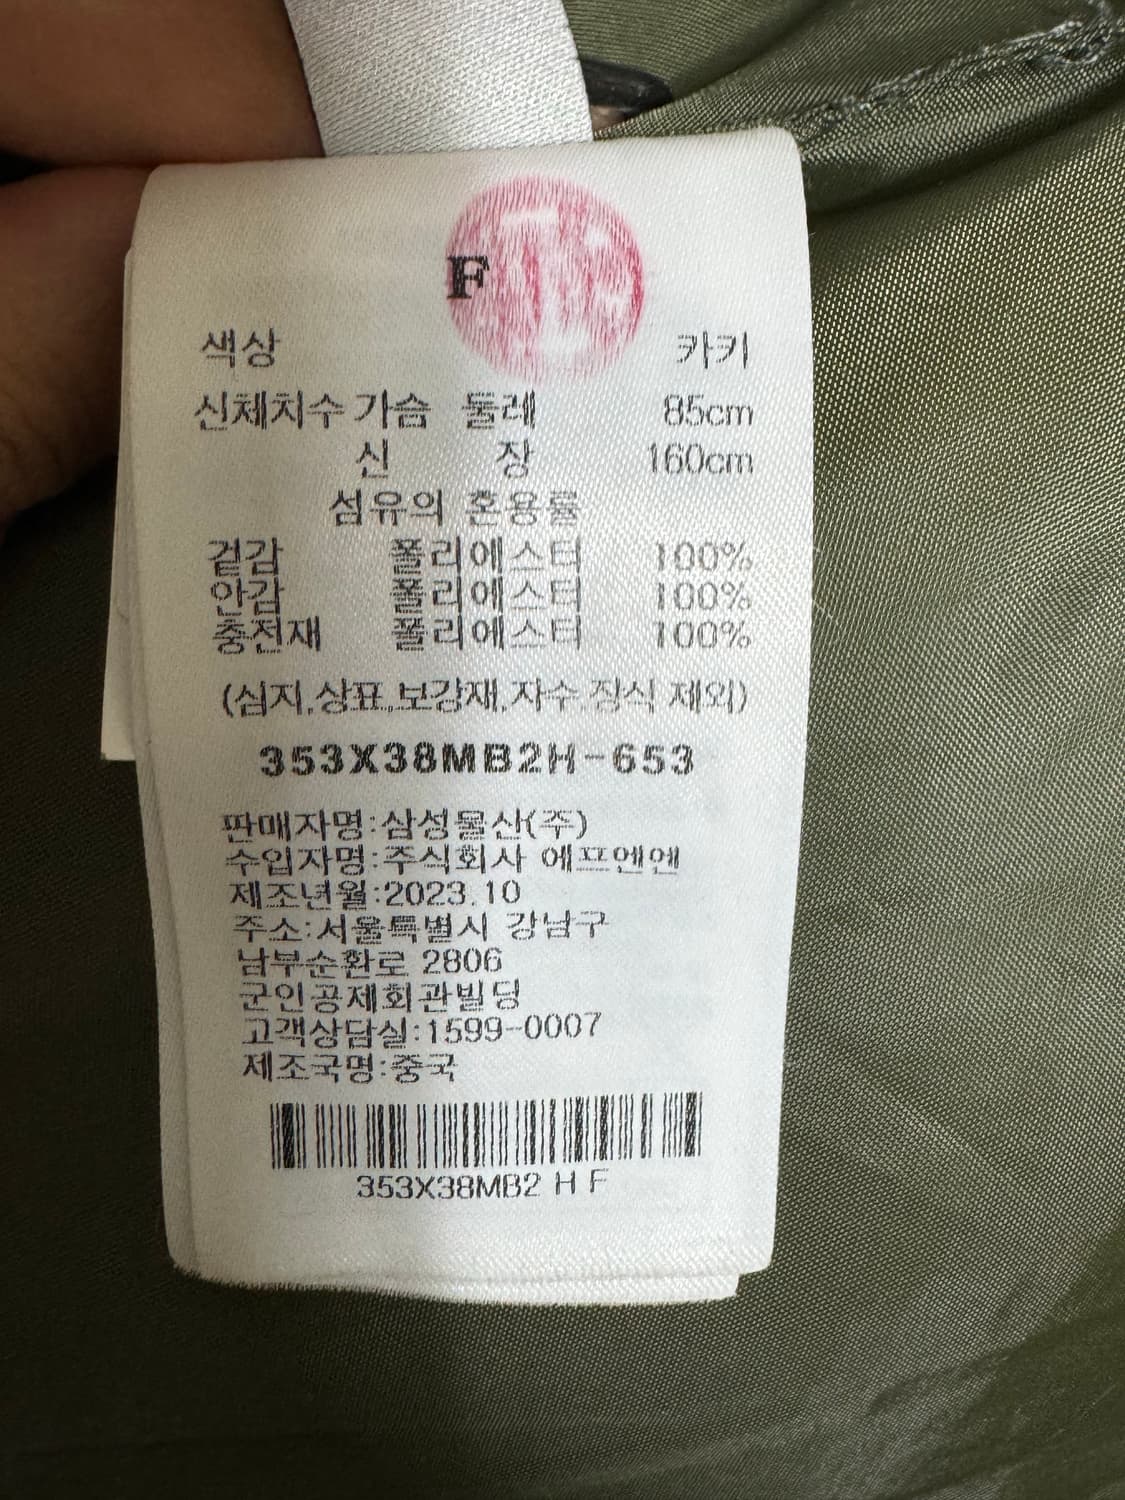 F
색상 카키
신체치수 가슴 둘레 85cm
신 장 160cm
섬유의 혼용률
겉감 폴리에스터 100%
안감 폴리에스터 100%
충전재 폴리에스터 100%
(심지,상표,보강재,자수,장식 제외)
353X38MB2H-653
판매자명:삼성물산(주)
수입자명:주식회사 에프엔엔
제조년월:2023.10
주소:서울특별시 강남구
남부순환로 2806
군인공제회관빌딩
고객상담실:1599-0007
제조국명:중국
353X38MB2 H F